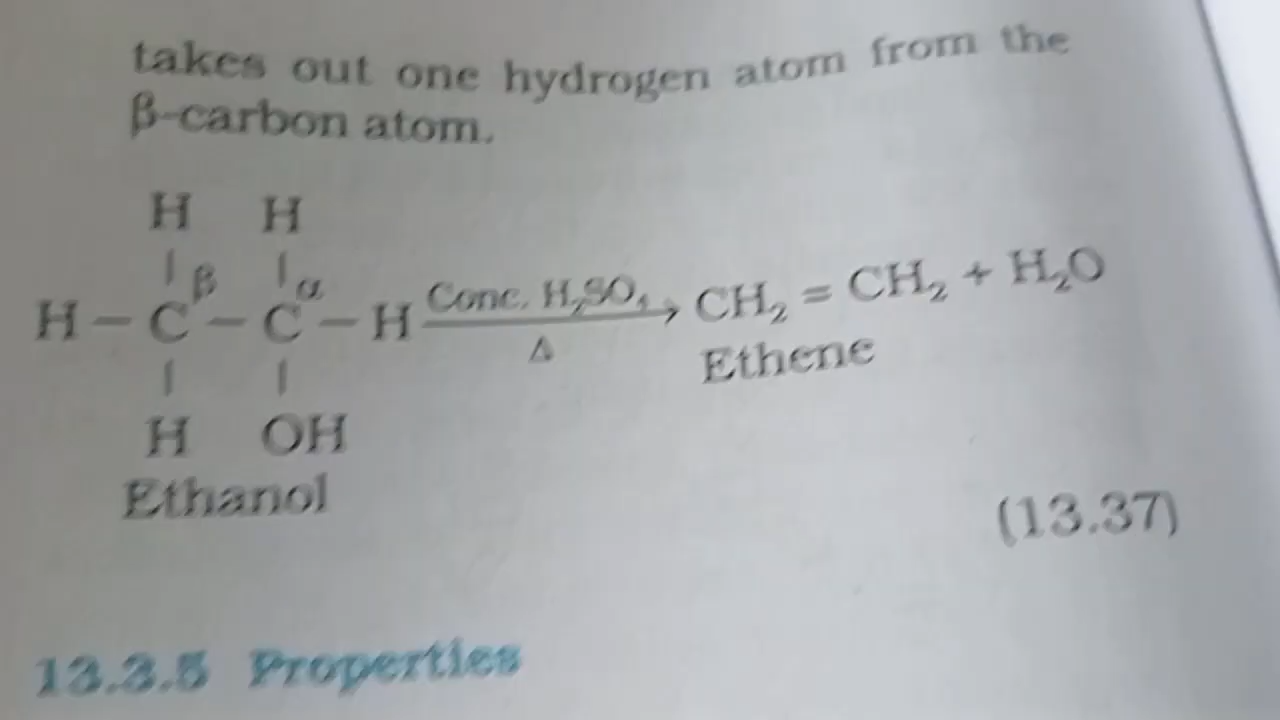 takes out one hydrogen atom from the
β-carbon atom.
H H
| β | α
H – C – C – H Conc. H₂SO₄ → CH₂ = CH₂ + H₂O
Δ
Ethene
| |
H OH
Ethanol
(13.37)
13.3.5 Properties